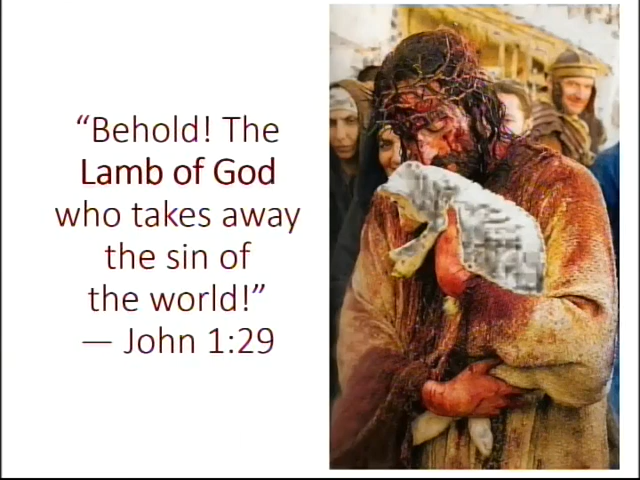 “Behold! The
Lamb of God
who takes away
the sin of
the world!”
— John 1:29